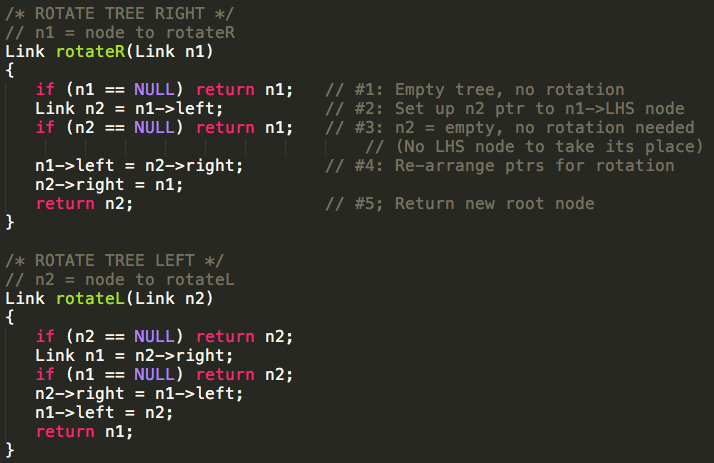 /* ROTATE TREE RIGHT */
// n1 = node to rotateR
Link rotateR(Link n1)
{
if (n1 == NULL) return n1; // #1: Empty tree, no rotation
Link n2 = n1->left; // #2: Set up n2 ptr to n1->LHS node
if (n2 == NULL) return n1; // #3: n2 = empty, no rotation needed
// (No LHS node to take its place)
n1->left = n2->right; // #4: Re-arrange ptrs for rotation
n2->right = n1;
return n2; // #5; Return new root node
}
/* ROTATE TREE LEFT */
// n2 = node to rotateL
Link rotateL(Link n2)
{
if (n2 == NULL) return n2;
Link n1 = n2->right;
if (n1 == NULL) return n2;
n2->right = n1->left;
n1->left = n2;
return n1;
}